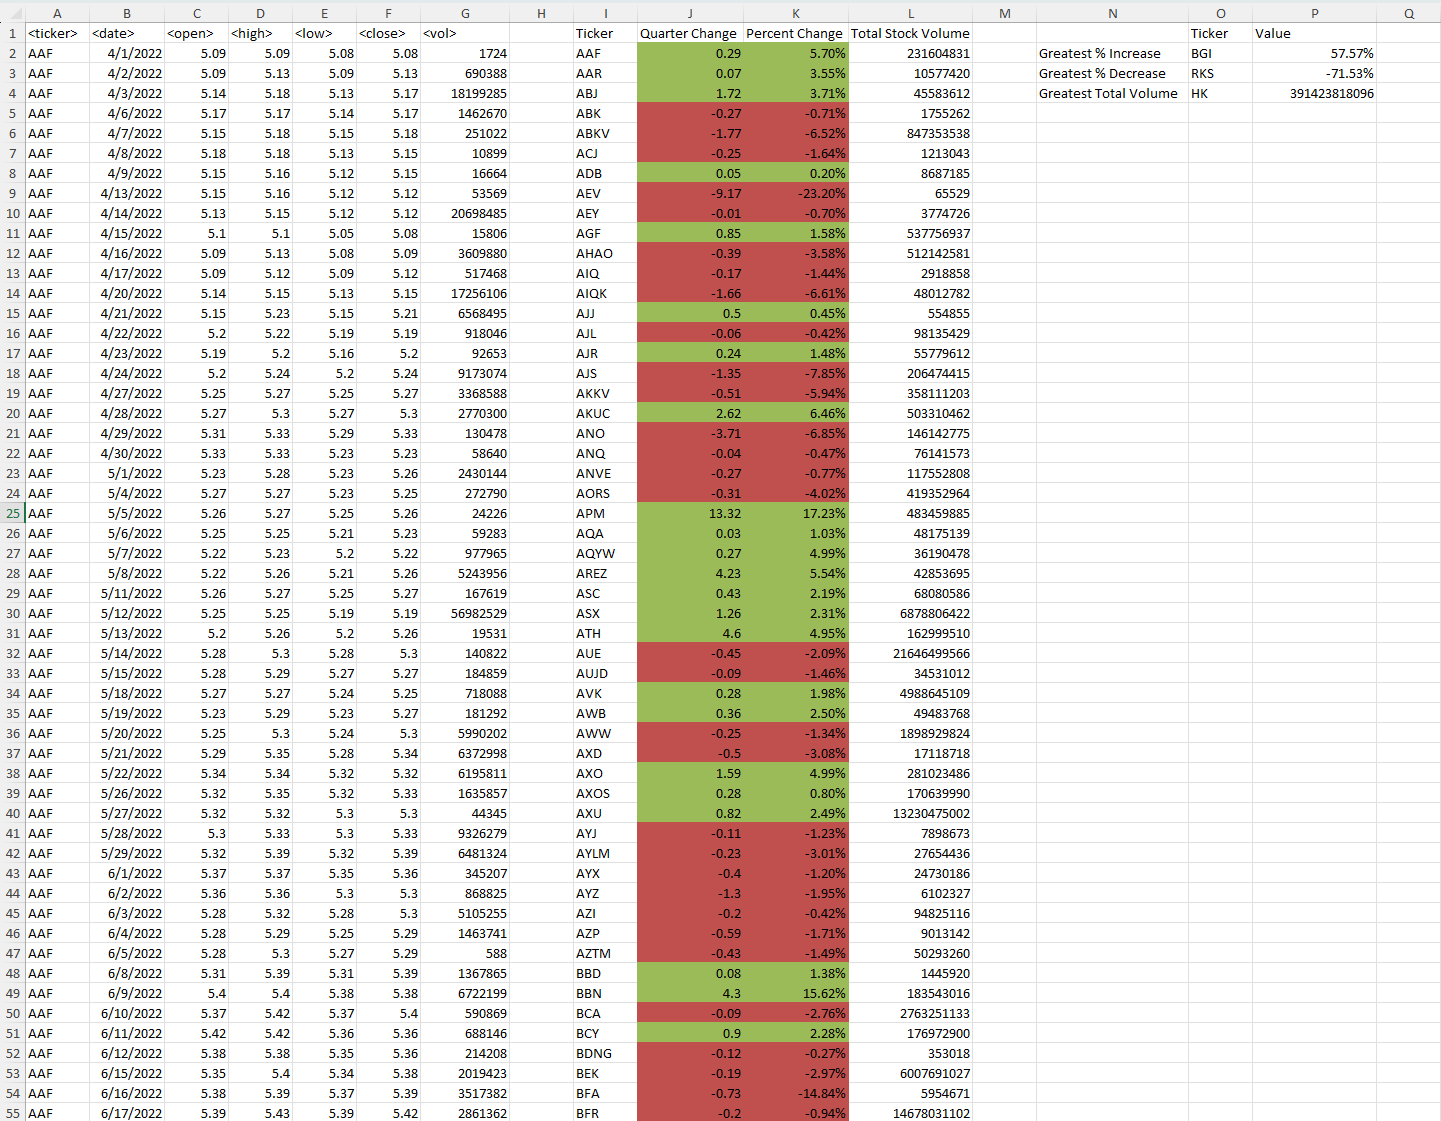 A B C D E F G H I J K L M N O P Q
1 <ticker> <date> <open> <high> <low> <close> <vol> Ticker Quarter Change Percent Change Total Stock Volume Ticker Value
2 AAF 4/1/2022 5.09 5.09 5.08 5.08 1724 AAF 0.29 5.70% 231604831 Greatest % Increase BGI 57.57%
3 AAF 4/2/2022 5.09 5.13 5.09 5.13 690388 AAR 0.07 3.55% 10577420 Greatest % Decrease RKS -71.53%
4 AAF 4/3/2022 5.14 5.18 5.13 5.17 18199285 ABJ 1.72 3.71% 45583612 Greatest Total Volume HK 391423818096
5 AAF 4/6/2022 5.17 5.17 5.14 5.17 1462670 ABK -0.27 -0.71% 1755262
6 AAF 4/7/2022 5.15 5.18 5.15 5.18 251022 ABKV -1.77 -6.52% 847353538
7 AAF 4/8/2022 5.18 5.18 5.13 5.15 10899 ACJ -0.25 -1.64% 1213043
8 AAF 4/9/2022 5.15 5.16 5.12 5.15 16664 ADB 0.05 0.20% 8687185
9 AAF 4/13/2022 5.15 5.16 5.12 5.12 53569 AEV -9.17 -23.20% 65529
10 AAF 4/14/2022 5.13 5.15 5.12 5.12 20698485 AEY -0.01 -0.70% 3774726
11 AAF 4/15/2022 5.1 5.1 5.05 5.08 15806 AGF 0.85 1.58% 537756937
12 AAF 4/16/2022 5.09 5.13 5.08 5.09 3609880 AHAO -0.39 -3.58% 512142581
13 AAF 4/17/2022 5.09 5.12 5.09 5.12 517468 AIQ -0.17 -1.44% 2918858
14 AAF 4/20/2022 5.14 5.15 5.13 5.15 17256106 AIQK -1.66 -6.61% 48012782
15 AAF 4/21/2022 5.15 5.23 5.15 5.21 6568495 AJJ 0.5 0.45% 554855
16 AAF 4/22/2022 5.2 5.22 5.19 5.19 918046 AJL -0.06 -0.42% 98135429
17 AAF 4/23/2022 5.19 5.2 5.16 5.2 92653 AJR 0.24 1.48% 55779612
18 AAF 4/24/2022 5.2 5.24 5.2 5.24 9173074 AJS -1.35 -7.85% 206474415
19 AAF 4/27/2022 5.25 5.27 5.25 5.27 3368588 AKKV -0.51 -5.94% 358111203
20 AAF 4/28/2022 5.27 5.3 5.27 5.3 2770300 AKUC 2.62 6.46% 503310462
21 AAF 4/29/2022 5.31 5.33 5.29 5.33 130478 ANO -3.71 -6.85% 146142775
22 AAF 4/30/2022 5.33 5.33 5.23 5.23 58640 ANQ -0.04 -0.47% 76141573
23 AAF 5/1/2022 5.23 5.28 5.23 5.26 2430144 ANVE -0.27 -0.77% 117552808
24 AAF 5/4/2022 5.27 5.27 5.23 5.25 272790 AORS -0.31 -4.02% 419352964
25 AAF 5/5/2022 5.26 5.27 5.25 5.26 24226 APM 13.32 17.23% 483459885
26 AAF 5/6/2022 5.25 5.25 5.21 5.23 59283 AQA 0.03 1.03% 48175139
27 AAF 5/7/2022 5.22 5.23 5.2 5.22 977965 AQYW 0.27 4.99% 36190478
28 AAF 5/8/2022 5.22 5.26 5.21 5.26 5243956 AREZ 4.23 5.54% 42853695
29 AAF 5/11/2022 5.26 5.27 5.25 5.27 167619 ASC 0.43 2.19% 68080586
30 AAF 5/12/2022 5.25 5.25 5.19 5.19 56982529 ASX 1.26 2.31% 6878806422
31 AAF 5/13/2022 5.2 5.26 5.2 5.26 19531 ATH 4.6 4.95% 162999510
32 AAF 5/14/2022 5.28 5.3 5.28 5.3 140822 AUE -0.45 -2.09% 21646499566
33 AAF 5/15/2022 5.28 5.29 5.27 5.27 184859 AUJD -0.09 -1.46% 34531012
34 AAF 5/18/2022 5.27 5.27 5.24 5.25 718088 AVK 0.28 1.98% 4988645109
35 AAF 5/19/2022 5.23 5.29 5.23 5.27 181292 AWB 0.36 2.50% 49483768
36 AAF 5/20/2022 5.25 5.3 5.24 5.3 5990202 AWW -0.25 -1.34% 1898929824
37 AAF 5/21/2022 5.29 5.35 5.28 5.34 6372998 AXD -0.5 -3.08% 17118718
38 AAF 5/22/2022 5.34 5.34 5.32 5.32 6195811 AXO 1.59 4.99% 281023486
39 AAF 5/26/2022 5.32 5.35 5.32 5.33 1635857 AXOS 0.28 0.80% 170639990
40 AAF 5/27/2022 5.32 5.32 5.3 5.3 44345 AXU 0.82 2.49% 13230475002
41 AAF 5/28/2022 5.3 5.33 5.3 5.33 9326279 AYJ -0.11 -1.23% 7898673
42 AAF 5/29/2022 5.32 5.39 5.32 5.39 6481324 AYLM -0.23 -3.01% 27654436
43 AAF 6/1/2022 5.37 5.37 5.35 5.36 345207 AYX -0.4 -1.20% 24730186
44 AAF 6/2/2022 5.36 5.36 5.3 5.3 868825 AYZ -1.3 -1.95% 6102327
45 AAF 6/3/2022 5.28 5.32 5.28 5.3 5105255 AZI -0.2 -0.42% 94825116
46 AAF 6/4/2022 5.28 5.29 5.25 5.29 1463741 AZP -0.59 -1.71% 9013142
47 AAF 6/5/2022 5.28 5.3 5.27 5.29 588 AZTM -0.43 -1.49% 50293260
48 AAF 6/8/2022 5.31 5.39 5.31 5.39 1367865 BBD 0.08 1.38% 1445920
49 AAF 6/9/2022 5.4 5.4 5.38 5.38 6722199 BBN 4.3 15.62% 183543016
50 AAF 6/10/2022 5.37 5.42 5.37 5.4 590869 BCA -0.09 -2.76% 2763251133
51 AAF 6/11/2022 5.42 5.42 5.36 5.36 688146 BCY 0.9 2.28% 176972900
52 AAF 6/12/2022 5.38 5.38 5.35 5.36 214208 BDNG -0.12 -0.27% 353018
53 AAF 6/15/2022 5.35 5.4 5.34 5.38 2019423 BEK -0.19 -2.97% 6007691027
54 AAF 6/16/2022 5.38 5.39 5.37 5.39 3517382 BFA -0.73 -14.84% 5954671
55 AAF 6/17/2022 5.39 5.43 5.39 5.42 2861362 BFR -0.2 -0.94% 14678031102